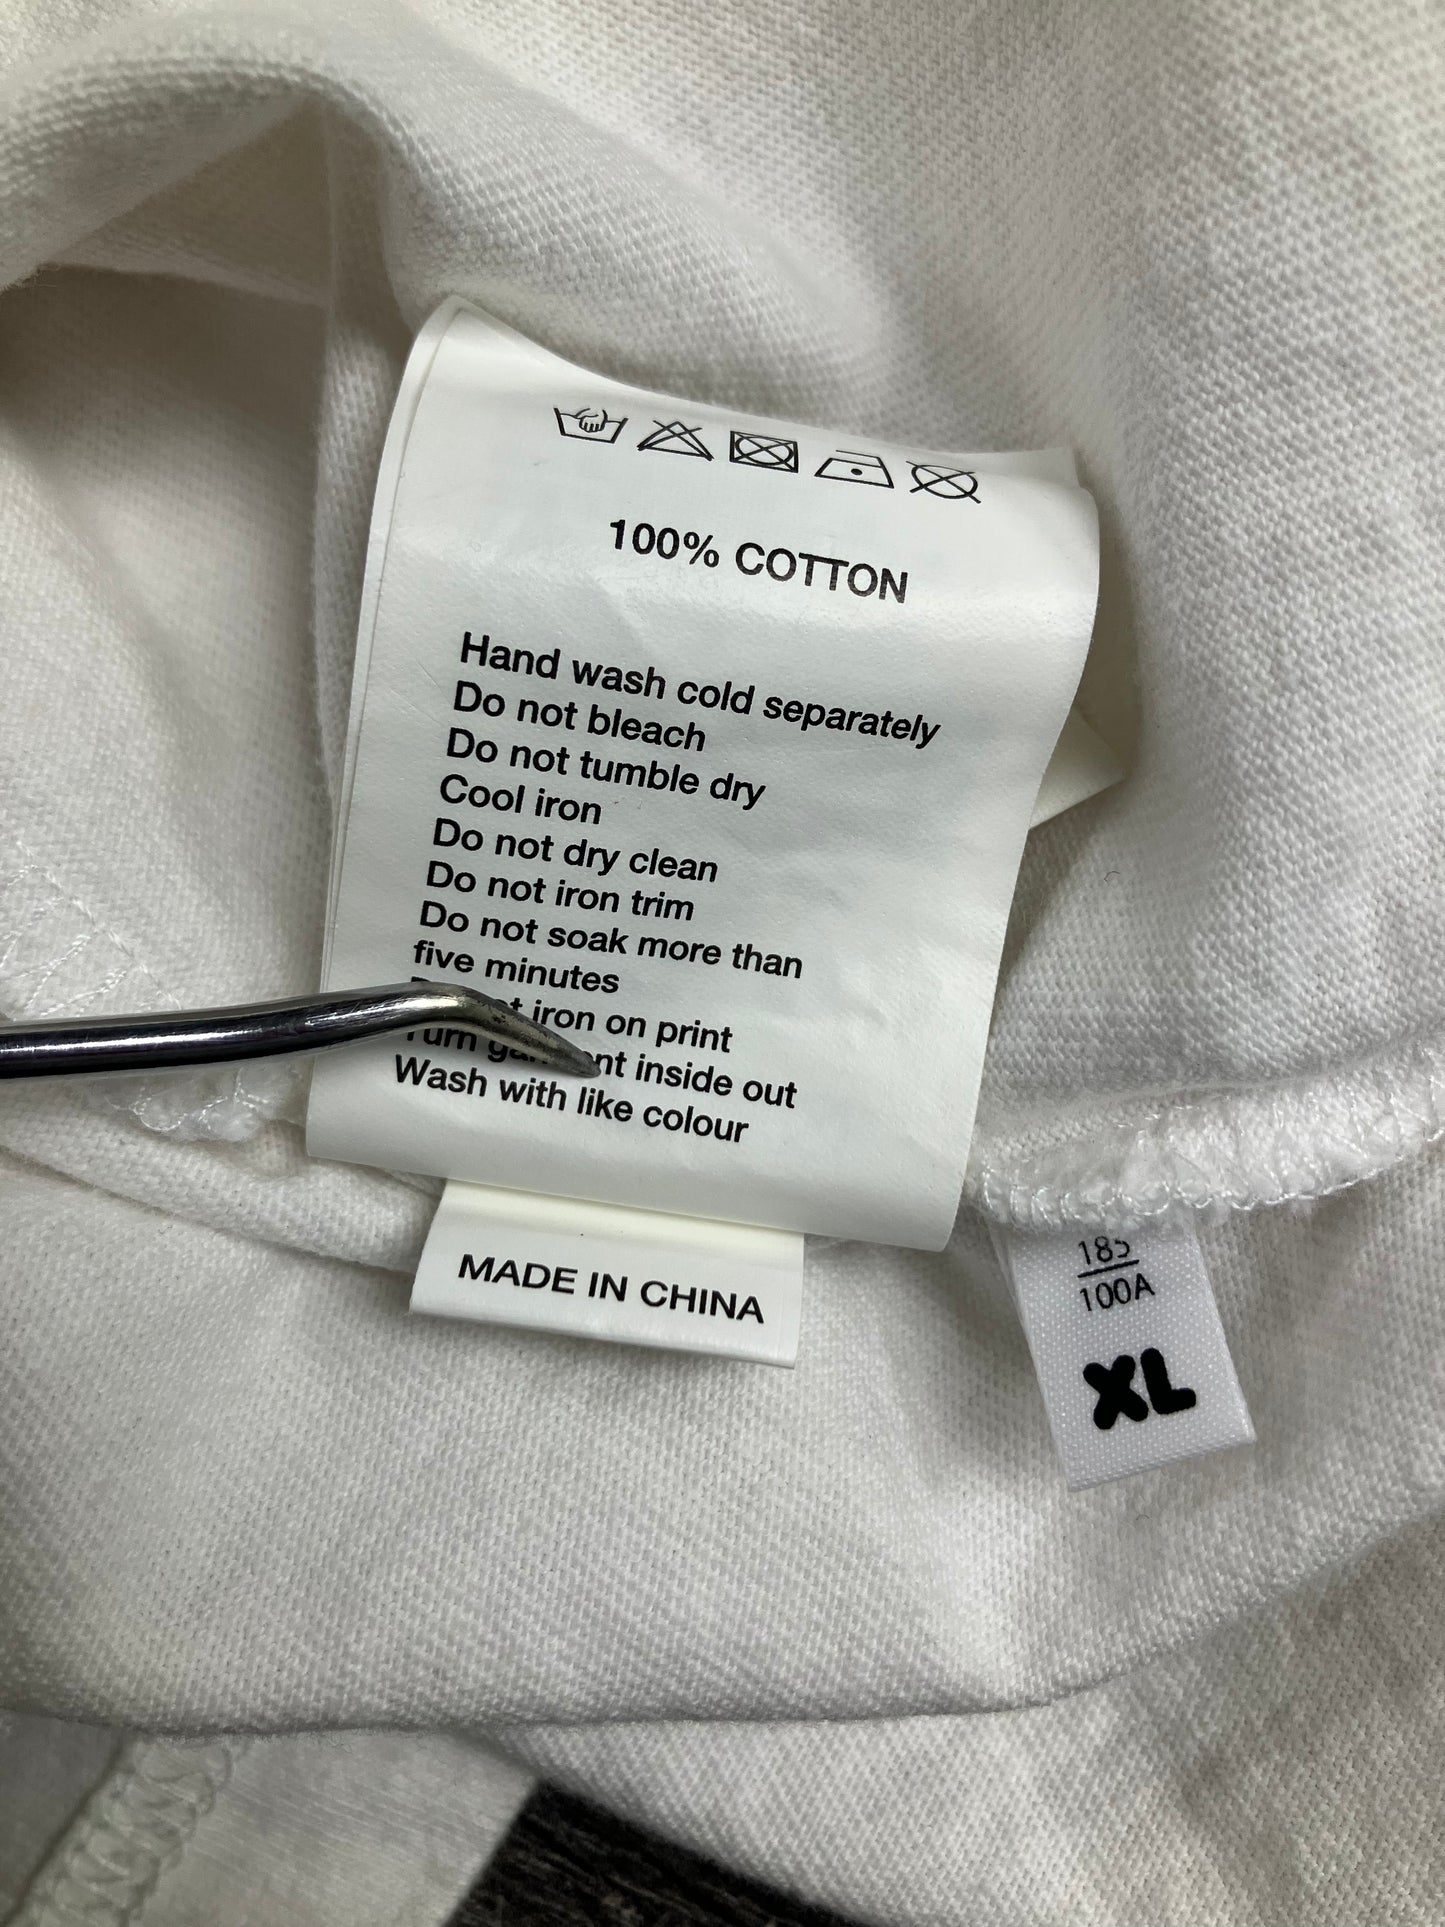 100% COTTON
Hand wash cold separately
Do not bleach
Do not tumble dry
Cool iron
Do not dry clean
Do not iron trim
Do not soak more than
five minutes
iron on print
Turn inside out
Wash with like colour
MADE IN CHINA
185
100A
XL